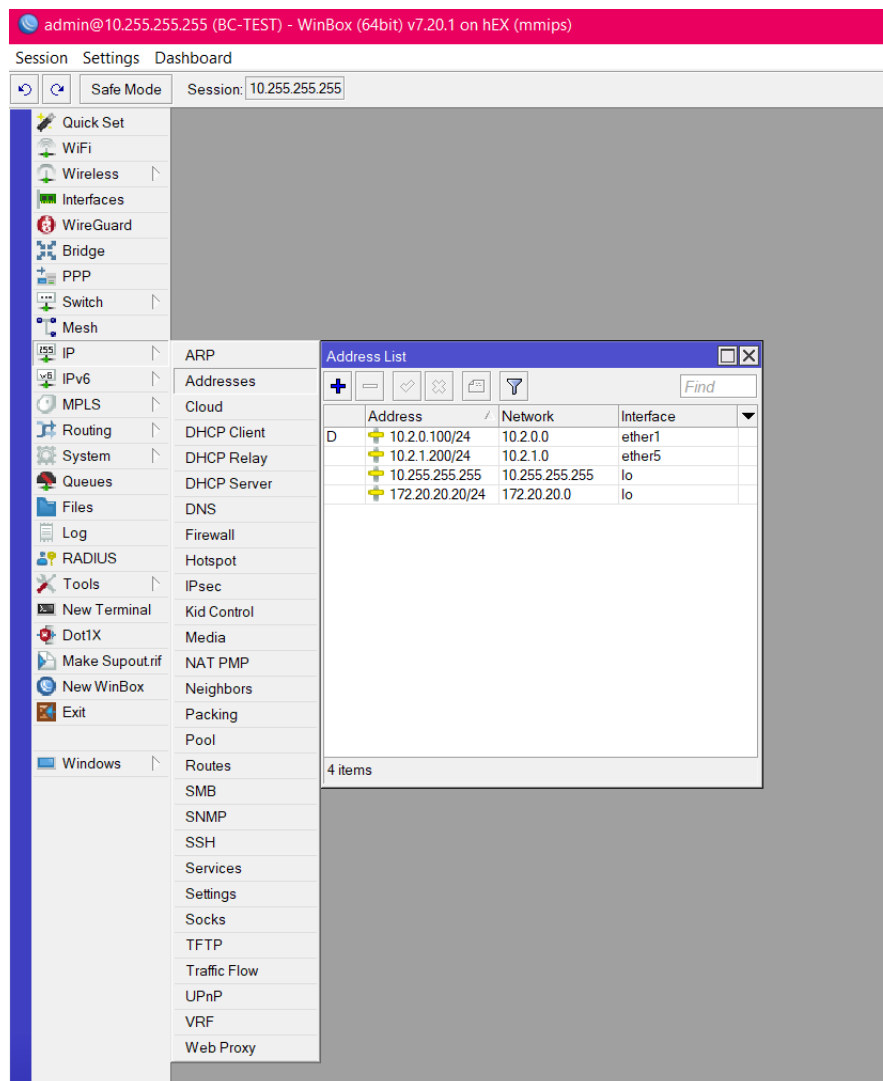 admin@10.255.255.255 (BC-TEST) - WinBox (64bit) v7.20.1 on hEX (mmips)
Session Settings Dashboard
Safe Mode Session: 10.255.255.255
Quick Set
WiFi
Wireless
Interfaces
WireGuard
Bridge
PPP
Switch
Mesh
IP
IPv6
MPLS
Routing
System
Queues
Files
Log
RADIUS
Tools
New Terminal
Dot1X
Make Supout.rif
New WinBox
Exit
Windows
ARP
Addresses
Cloud
DHCP Client
DHCP Relay
DHCP Server
DNS
Firewall
Hotspot
IPsec
Kid Control
Media
NAT PMP
Neighbors
Packing
Pool
Routes
SMB
SNMP
SSH
Services
Settings
Socks
TFTP
Traffic Flow
UPnP
VRF
Web Proxy
Address List
Find
Address Network Interface
D 10.2.0.100/24 10.2.0.0 ether1
10.2.1.200/24 10.2.1.0 ether5
10.255.255.255 10.255.255.255 lo
172.20.20.20/24 172.20.20.0 lo
4 items